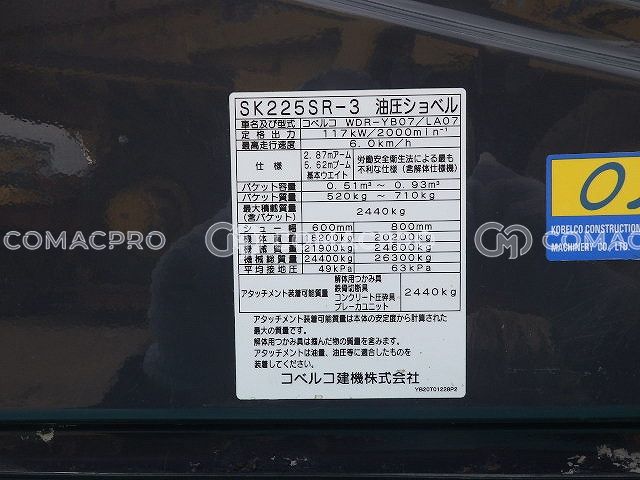 SK225SR-3 油圧ショベル
車名及び型式 コベルコ WDR-YB07/LA07
定格出力 117kW/2000min⁻¹
最高走行速度 6.0km/h
仕様 2.87mアーム 5.62mブーム 基本ウエイト 労働安全衛生法による最も不利な仕様(含解体仕様機)
バケット容量 0.51m³ ~ 0.93m³
バケット質量 520kg ~ 710kg
最大積載質量(含バケット) 2440kg
シュー幅 600mm 800mm
機体質量
機械質量 21900kg 24600kg
機械総質量 24400kg 26300kg
平均接地圧 49kPa 63kPa
アタッチメント装着可能質量 解体用つかみ具 鉄骨切断具 コンクリート圧砕具 ブレーカユニット 2440kg
アタッチメント装着可能質量は本体の安定度から計算された
最大の質量です。
解体用つかみ具は掴んだ物の質量を含みます。
アタッチメントは油量、油圧等に適合したものを
装着してください。
コベルコ建機株式会社
YB20T01228P2
KOBELCO CONSTRUCTION
MACHINERY CO., LTD
COMACPRO
COMACPRO
COMACPRO